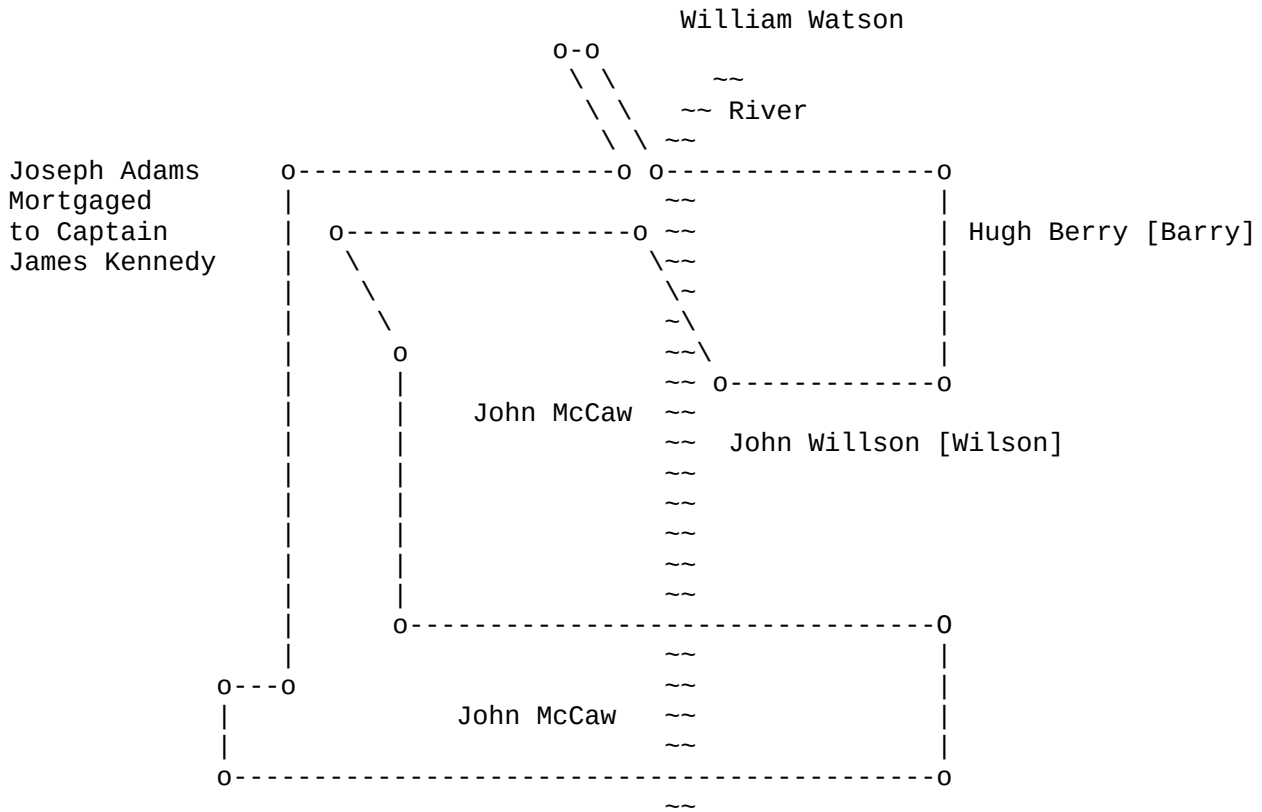 William Watson
River
Joseph Adams
Mortgaged
to Captain
James Kennedy
Hugh Berry [Barry]
John McCaw
John Willson [Wilson]
John McCaw